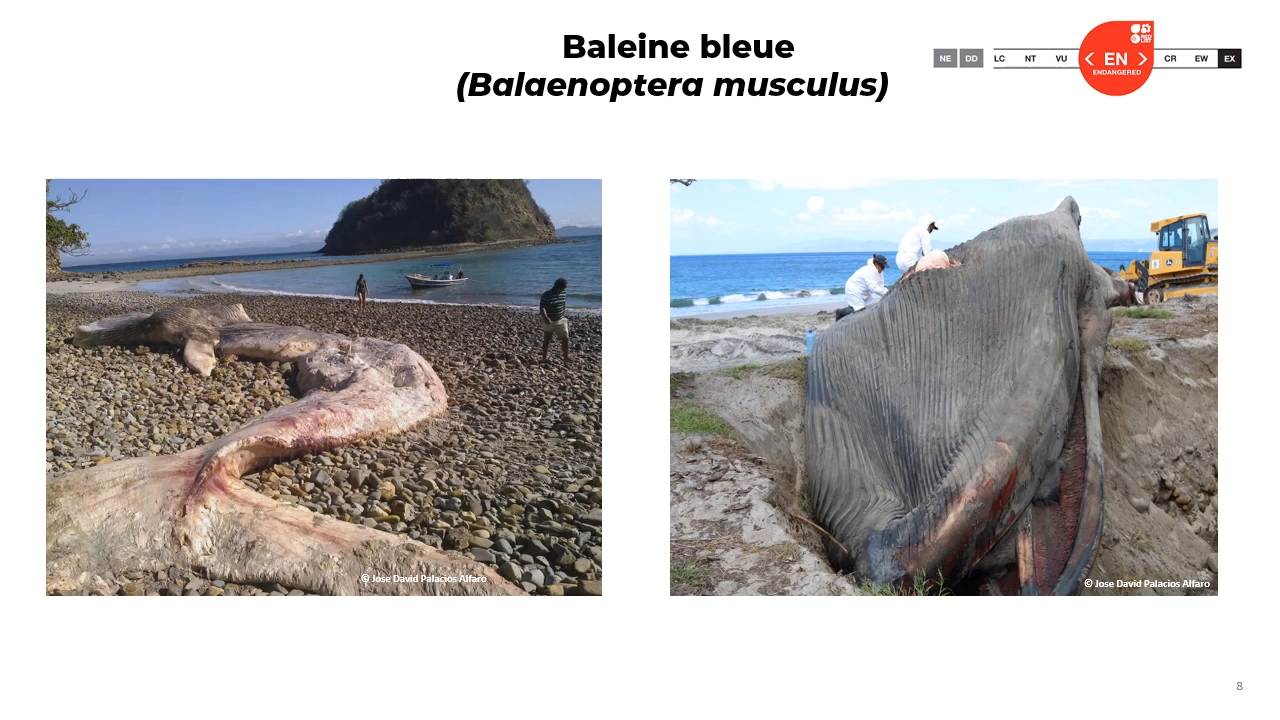 Baleine bleue
(Balaenoptera musculus)
NE DD LC NT VU < EN > CR EW EX
ENDANGERED
© Jose David Palacios Alfaro
© Jose David Palacios Alfaro
8